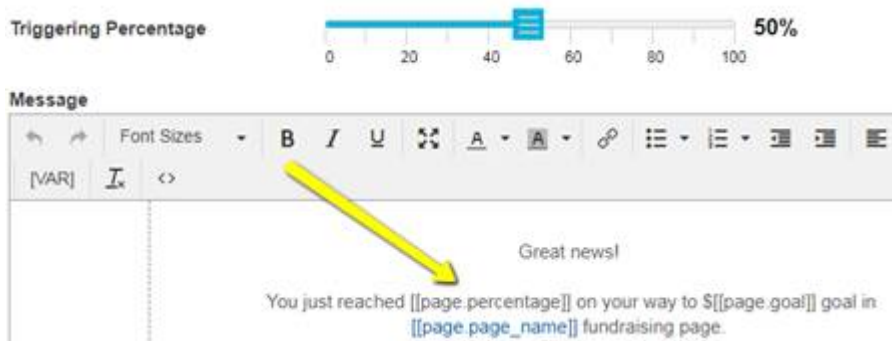 Triggering Percentage
50%
0 20 40 60 80 100
Message
Font Sizes B I U A A
[VAR] Ix <>
Great news!
You just reached [[page.percentage]] on your way to $[[page.goal]] goal in
[[page.page_name]] fundraising page.